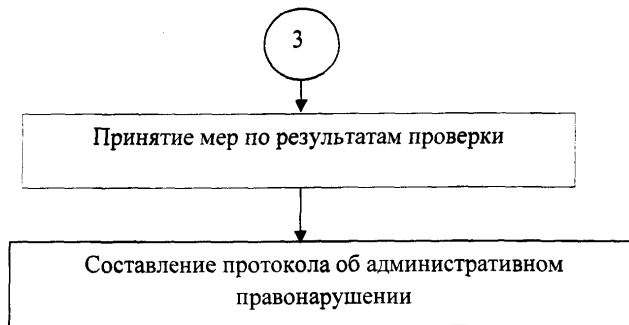 3
Принятие мер по результатам проверки
Составление протокола об административном
правонарушении